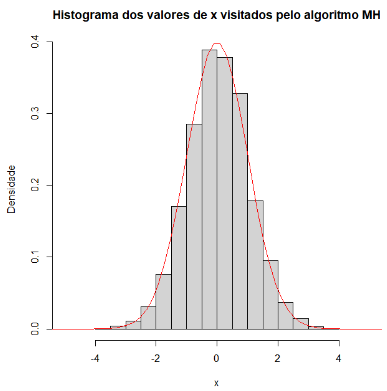 Histograma dos valores de x visitados pelo algoritmo MH
Densidade
0.4
0.3
0.2
0.1
0.0
-4 -2 0 2 4
x